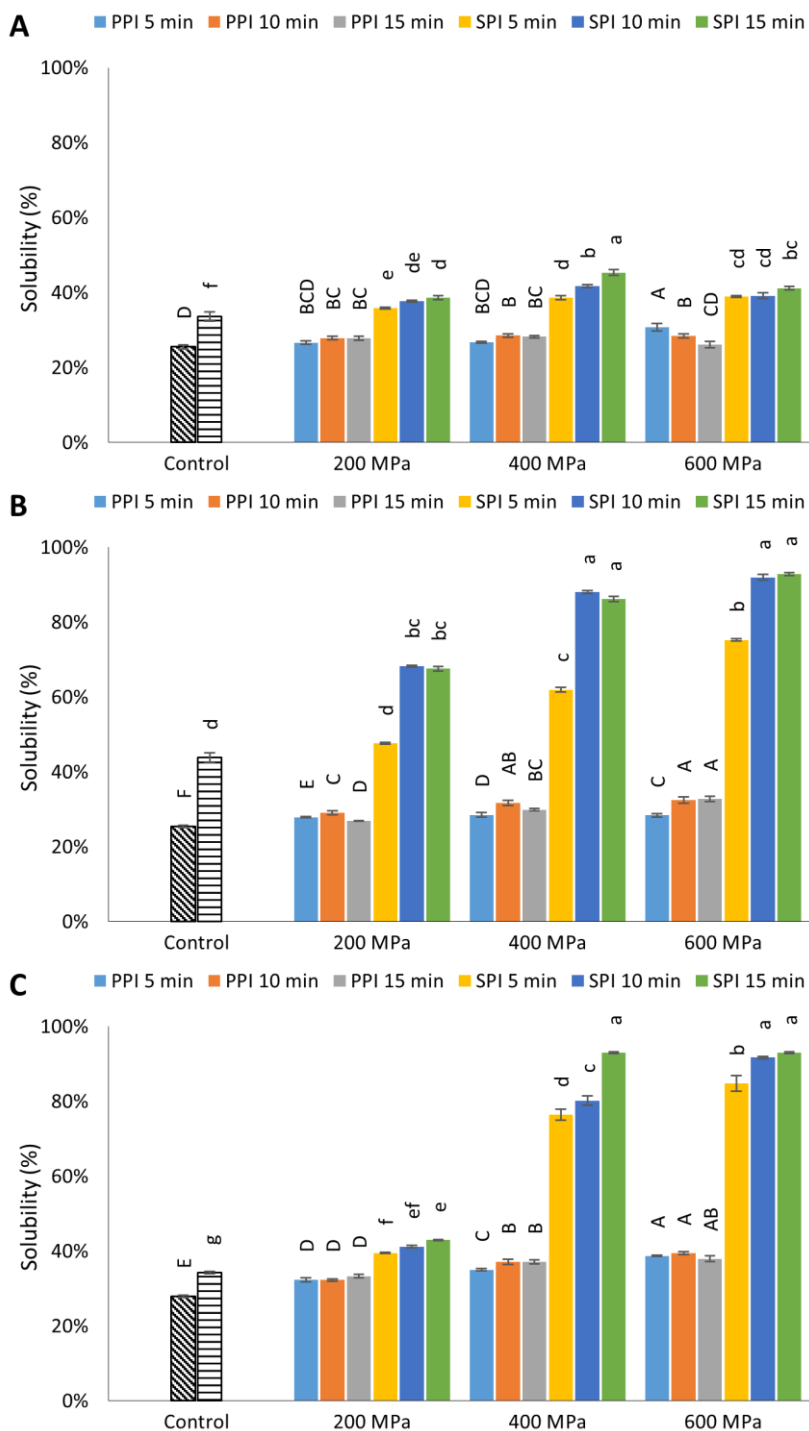 A
PPI 5 min PPI 10 min PPI 15 min SPI 5 min SPI 10 min SPI 15 min
100%
80%
60%
40%
20%
0%
Solubility (%)
D f BCD BC BC e de d BCD B BC d b a A B CD cd cd bc
Control 200 MPa 400 MPa 600 MPa
B
PPI 5 min PPI 10 min PPI 15 min SPI 5 min SPI 10 min SPI 15 min
100%
80%
60%
40%
20%
0%
Solubility (%)
F d E C D d bc bc D AB BC c a a C A A b a a
Control 200 MPa 400 MPa 600 MPa
C
PPI 5 min PPI 10 min PPI 15 min SPI 5 min SPI 10 min SPI 15 min
100%
80%
60%
40%
20%
0%
Solubility (%)
E g D D D f ef e C B B d c a A A AB b a a
Control 200 MPa 400 MPa 600 MPa